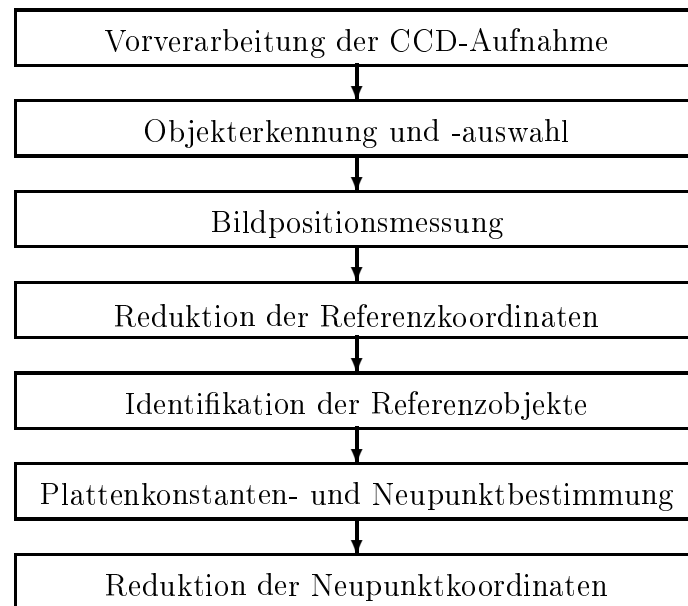 Vorverarbeitung der CCD-Aufnahme
Objekterkennung und -auswahl
Bildpositionsmessung
Reduktion der Referenzkoordinaten
Identifikation der Referenzobjekte
Plattenkonstanten- und Neupunktbestimmung
Reduktion der Neupunktkoordinaten